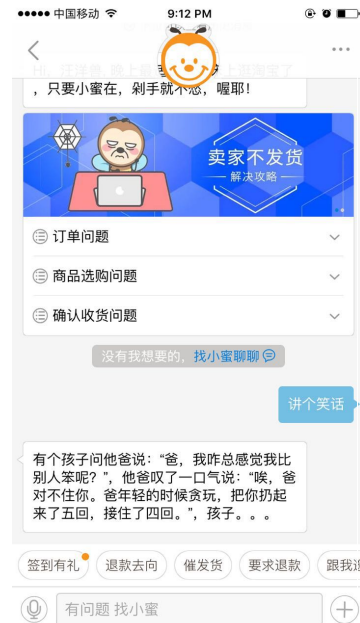 中国移动
9:12 PM
，只要小蜜在，剁手就不愁，喔耶！
卖家不发货
解决攻略
订单问题
商品选购问题
确认收货问题
没有我想要的，找小蜜聊聊
讲个笑话
有个孩子问他爸说：“爸，我咋总感觉我比
别人笨呢？”，他爸叹了一口气说：“唉，爸
对不住你。爸年轻的时候贪玩，把你扔起
来了五回，接住了四回。”，孩子。。。
签到有礼 退款去向 催发货 要求退款 跟我
有问题 找小蜜